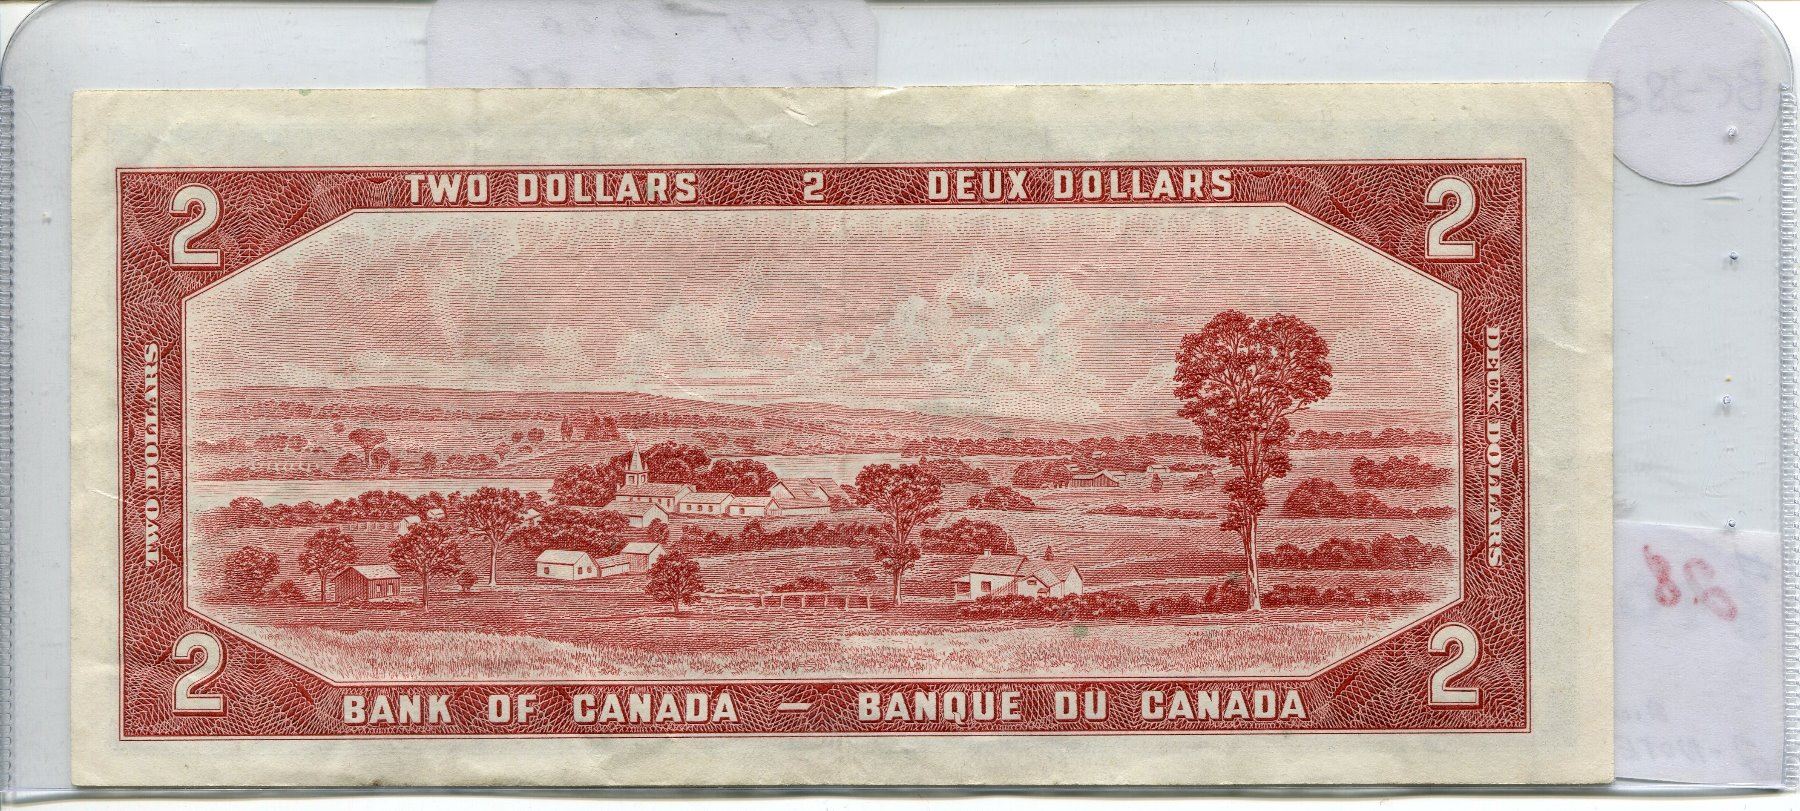 2 TWO DOLLARS 2 DEUX DOLLARS 2
TWO DOLLARS
DEUX DOLLARS
2 BANK OF CANADA — BANQUE DU CANADA 2